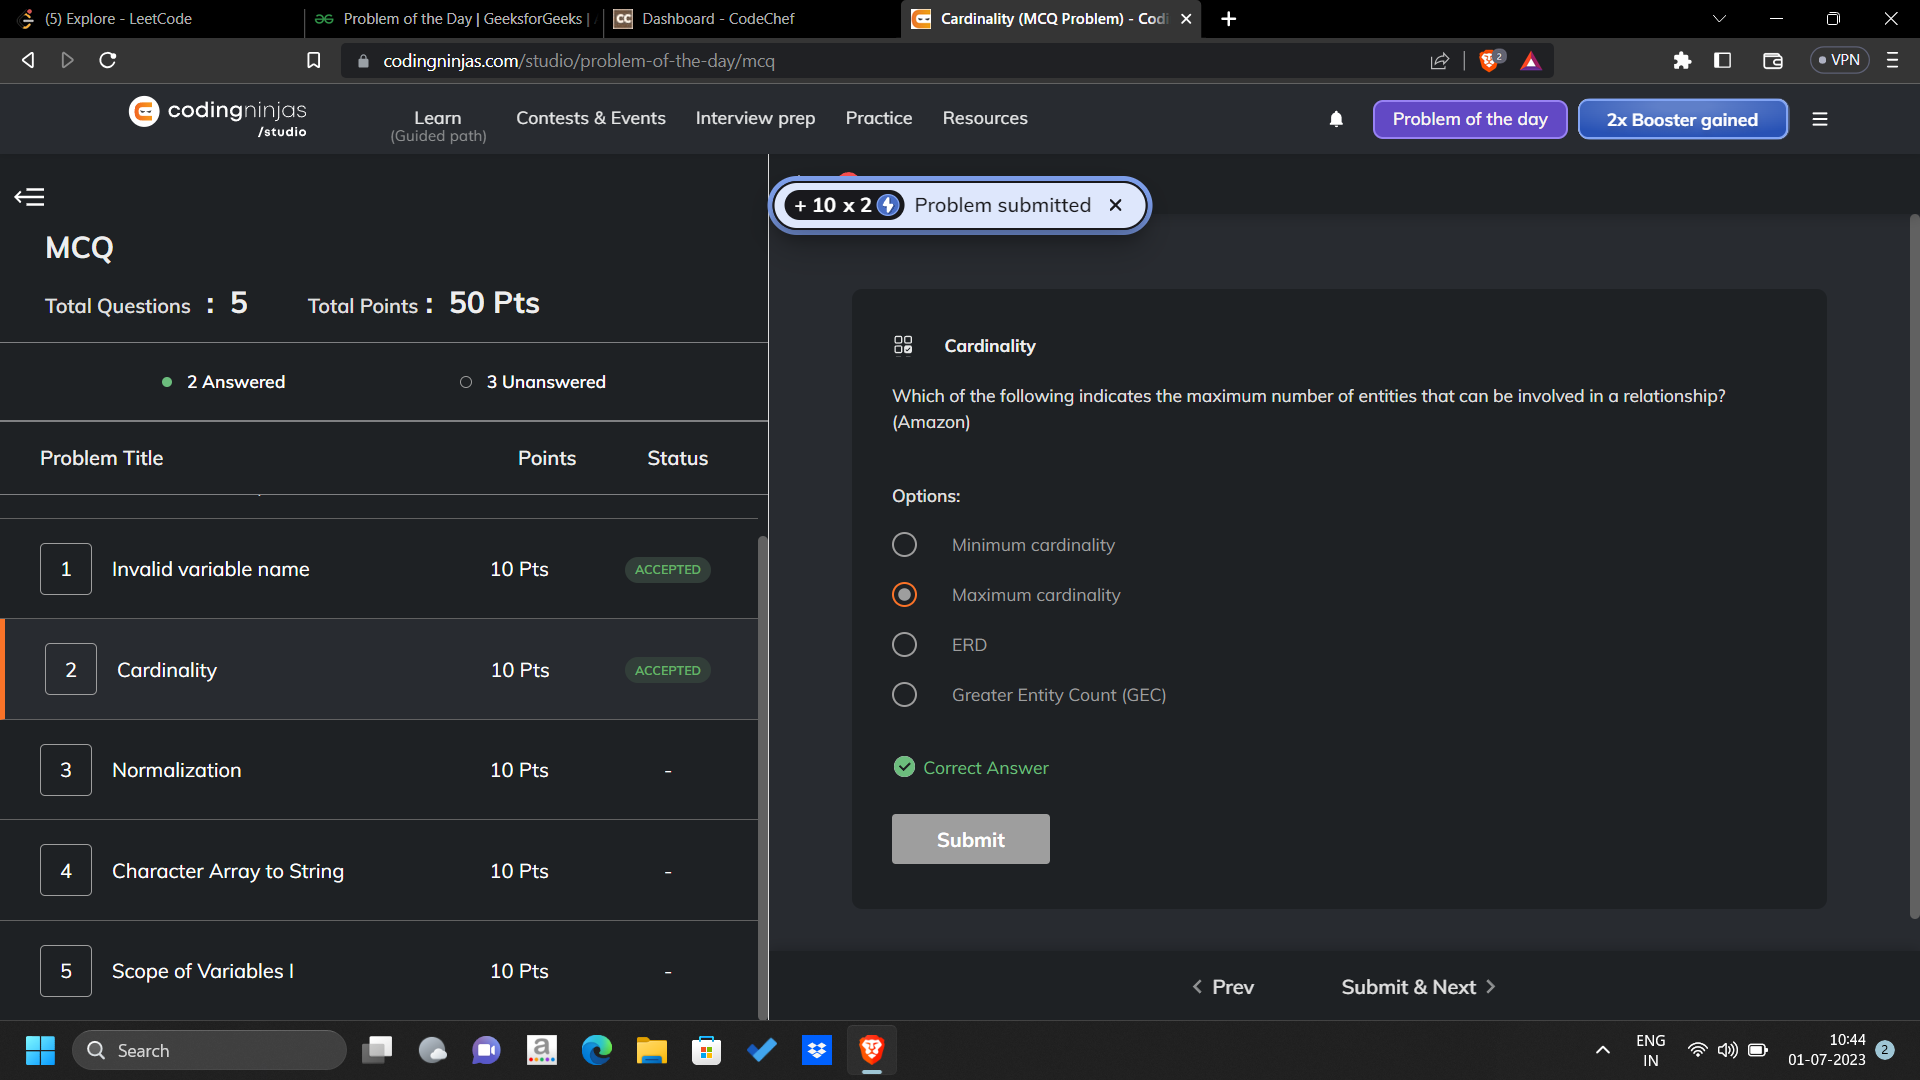 (5) Explore - LeetCode
Problem of the Day | GeeksforGeeks |
Dashboard - CodeChef
Cardinality (MCQ Problem) - Codi
codingninjas.com/studio/problem-of-the-day/mcq
2
VPN
codingninjas
/studio
Learn
(Guided path)
Contests & Events
Interview prep
Practice
Resources
Problem of the day
2x Booster gained
+ 10 x 2 Problem submitted
MCQ
Total Questions : 5 Total Points : 50 Pts
2 Answered 3 Unanswered
Problem Title Points Status
1 Invalid variable name 10 Pts ACCEPTED
2 Cardinality 10 Pts ACCEPTED
3 Normalization 10 Pts -
4 Character Array to String 10 Pts -
5 Scope of Variables I 10 Pts -
Cardinality
Which of the following indicates the maximum number of entities that can be involved in a relationship?
(Amazon)
Options:
Minimum cardinality
Maximum cardinality
ERD
Greater Entity Count (GEC)
Correct Answer
Submit
Prev
Submit & Next
Search
a
ENG
IN
10:44
01-07-2023
2